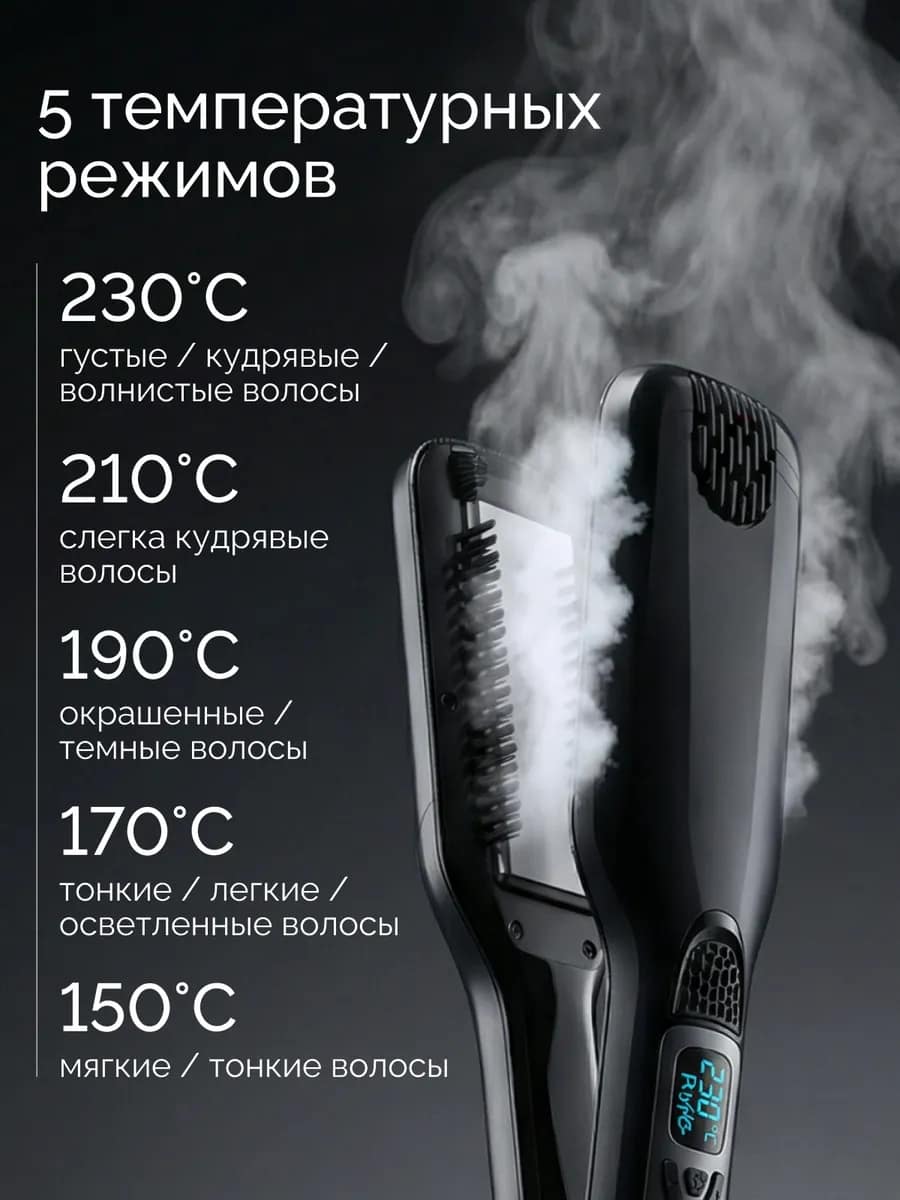 5 температурных
режимов
230°C
густые / кудрявые /
волнистые волосы
210°C
слегка кудрявые
волосы
190°C
окрашенные /
темные волосы
170°C
тонкие / легкие /
осветленные волосы
150°C
мягкие / тонкие волосы
230°C